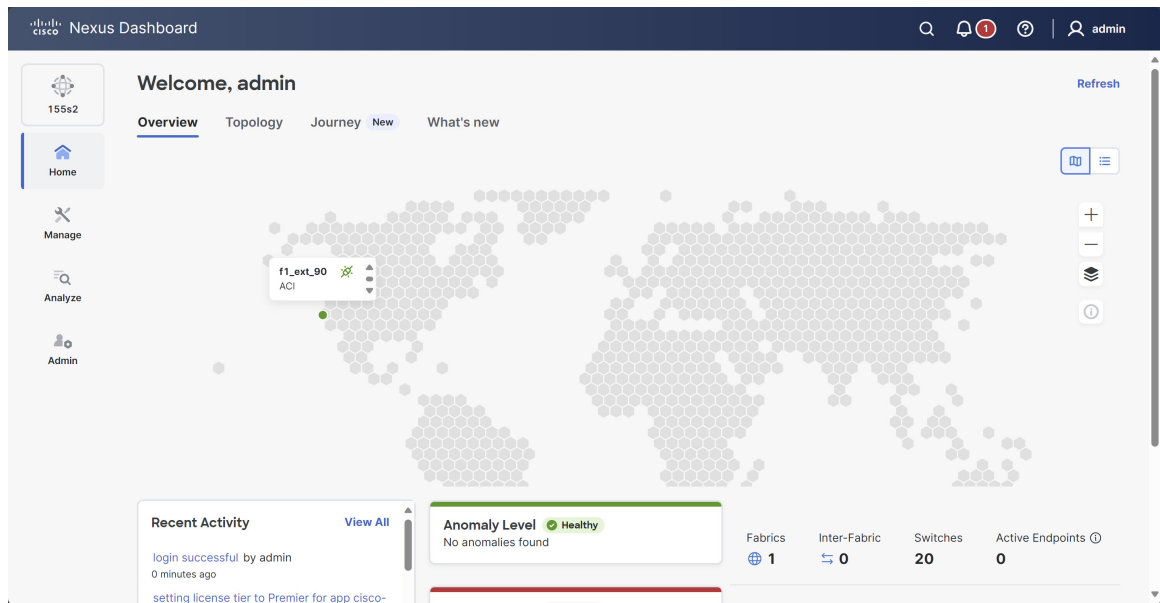 cisco Nexus Dashboard
1
admin
155s2
Home
Manage
Analyze
Admin
Welcome, admin
Refresh
Overview
Topology
Journey New
What's new
f1_ext_90
ACI
Recent Activity
View All
login successful by admin
0 minutes ago
setting license tier to Premier for app cisco-
Anomaly Level Healthy
No anomalies found
Fabrics
1
Inter-Fabric
0
Switches
20
Active Endpoints
0